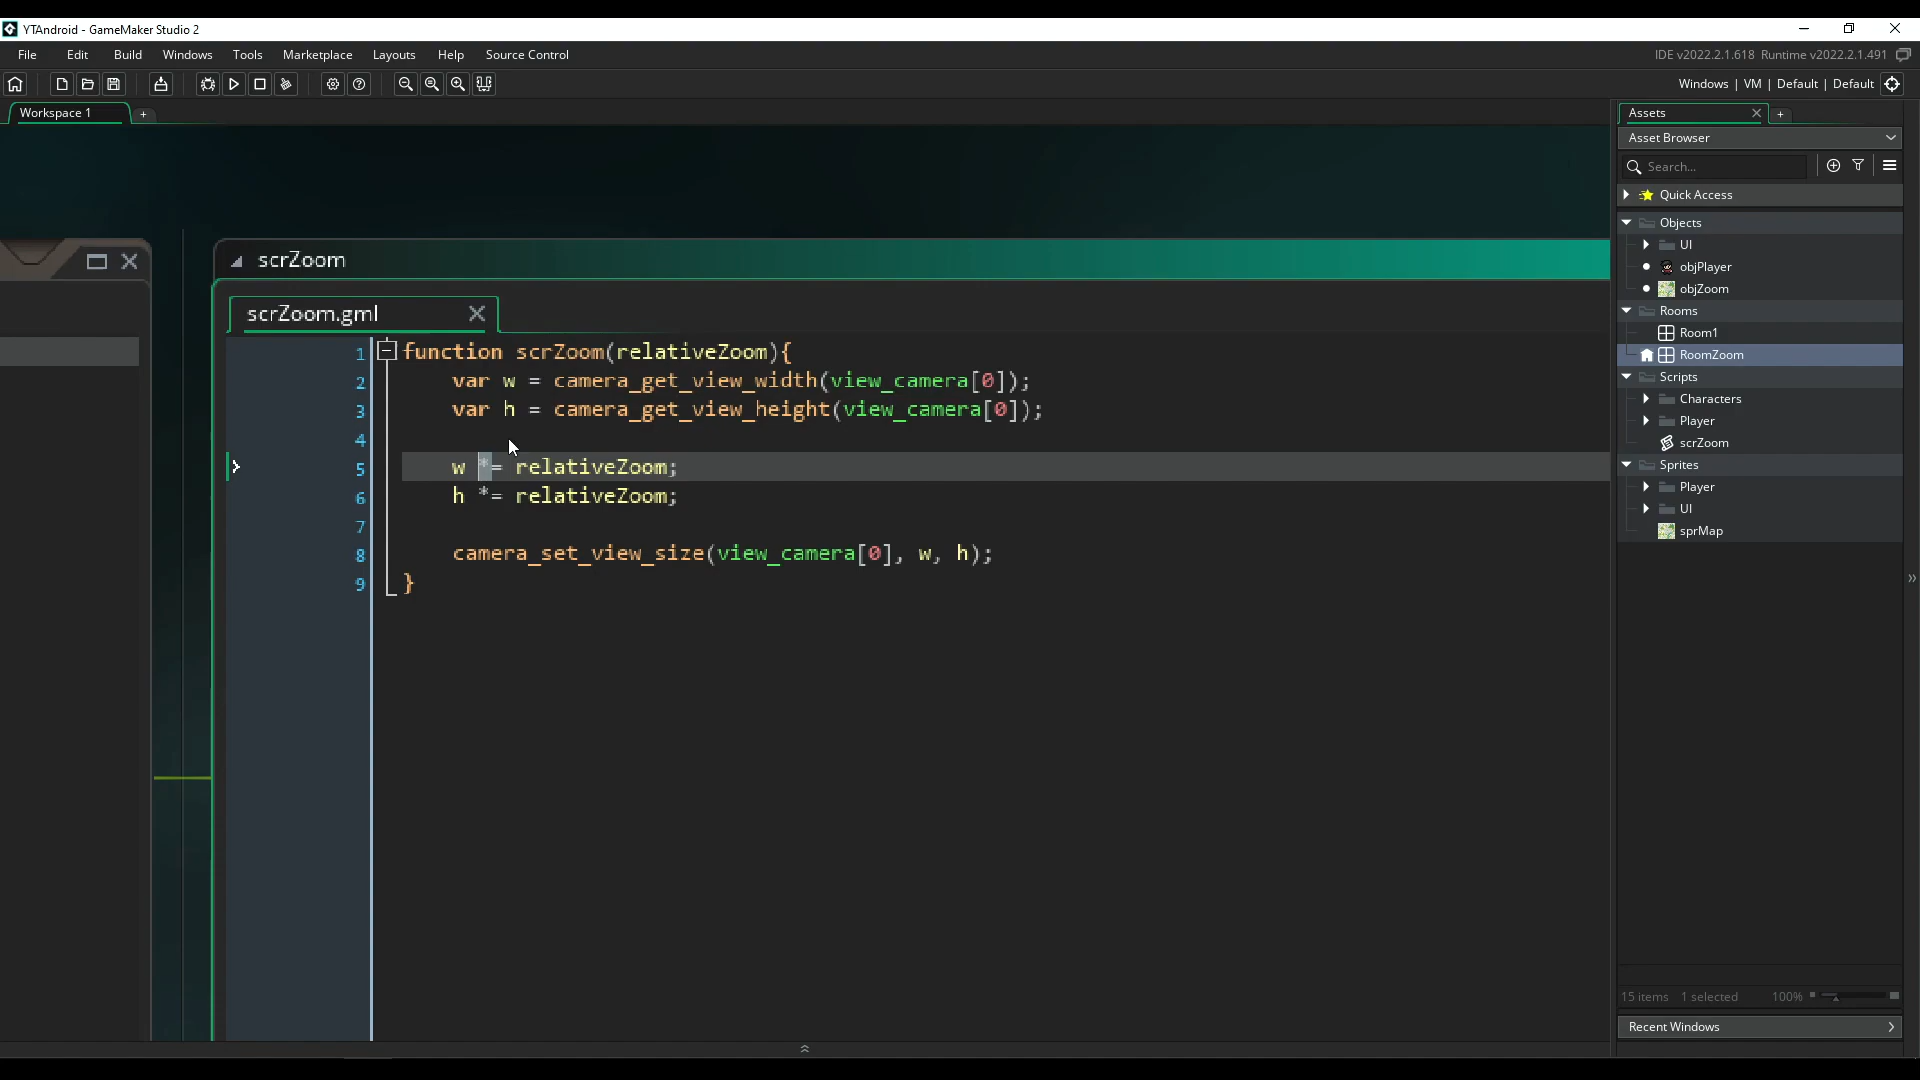 YTAndroid - GameMaker Studio 2
File Edit Build Windows Tools Marketplace Layouts Help Source Control
IDE v2022.2.1.618 Runtime v2022.2.1.491
Windows | VM | Default | Default
Workspace 1
+
Assets
+
Asset Browser
Search...
Quick Access
Objects
UI
objPlayer
objZoom
Rooms
Room1
RoomZoom
Scripts
Characters
Player
scrZoom
Sprites
Player
UI
sprMap
15 items 1 selected 100%
Recent Windows
scrZoom
scrZoom.gml
1 function scrZoom(relativeZoom){
2 var w = camera_get_view_width(view_camera[0]);
3 var h = camera_get_view_height(view_camera[0]);
4
5 w *= relativeZoom;
6 h *= relativeZoom;
7
8 camera_set_view_size(view_camera[0], w, h);
9 }